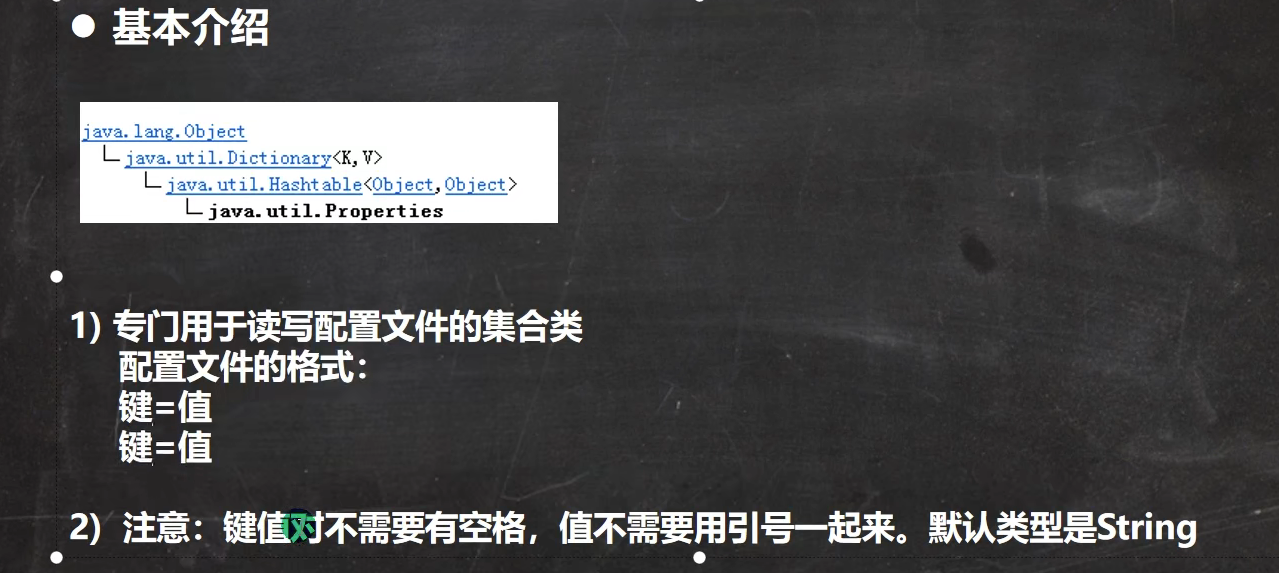 ● 基本介绍
java.lang.Object
java.util.Dictionary<K,V>
java.util.Hashtable<Object,Object>
java.util.Properties
1) 专门用于读写配置文件的集合类
配置文件的格式：
键=值
键=值
2) 注意：键值对不需要有空格，值不需要用引号一起来。默认类型是String